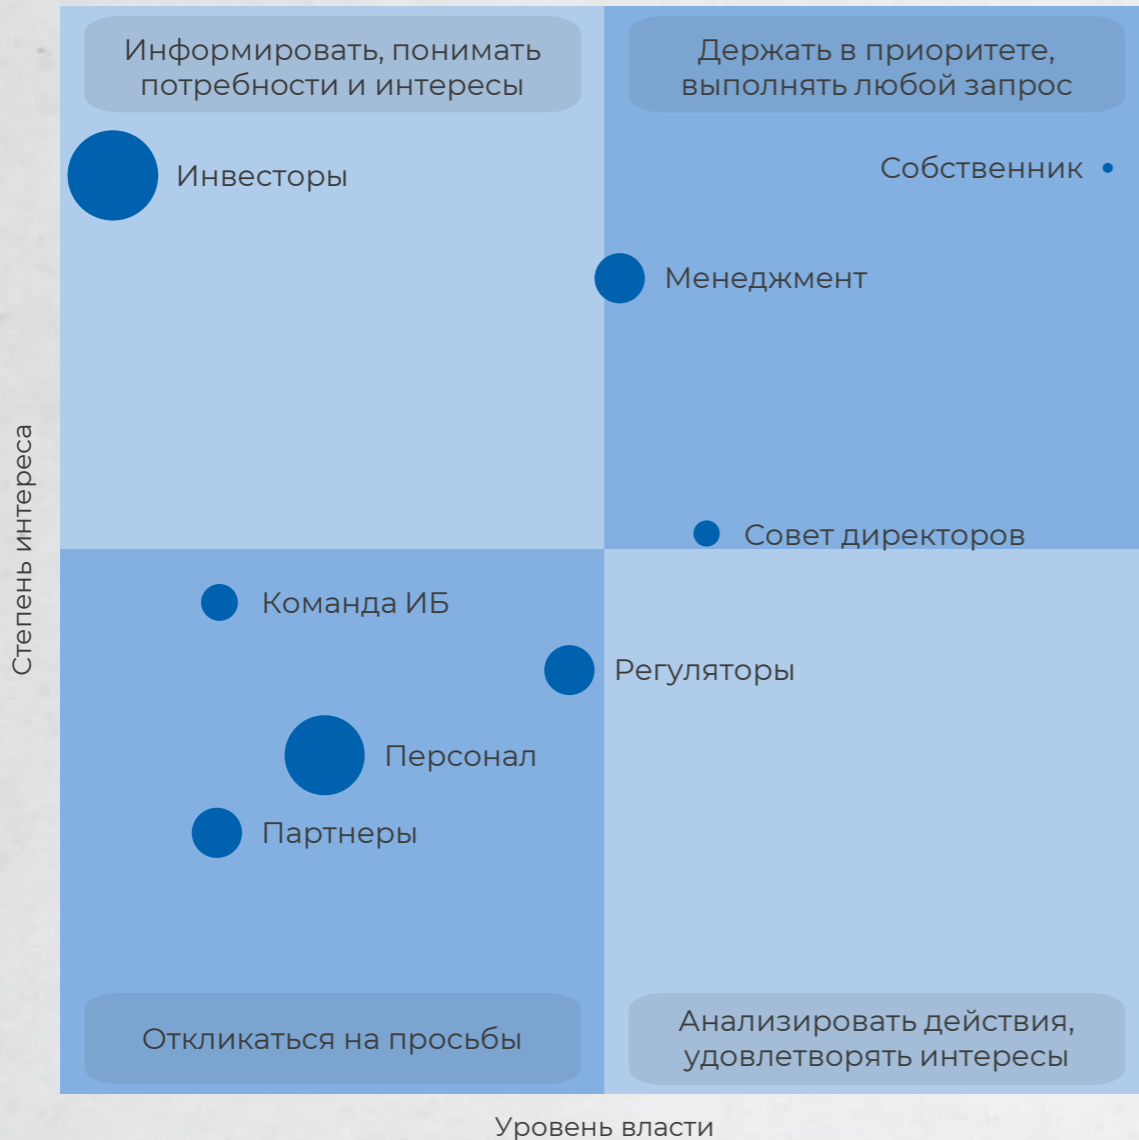 Информировать, понимать
потребности и интересы
Держать в приоритете,
выполнять любой запрос
Инвесторы
Собственник
Менеджмент
Степень интереса
Совет директоров
Команда ИБ
Регуляторы
Персонал
Партнеры
Откликаться на просьбы
Анализировать действия,
удовлетворять интересы
Уровень власти